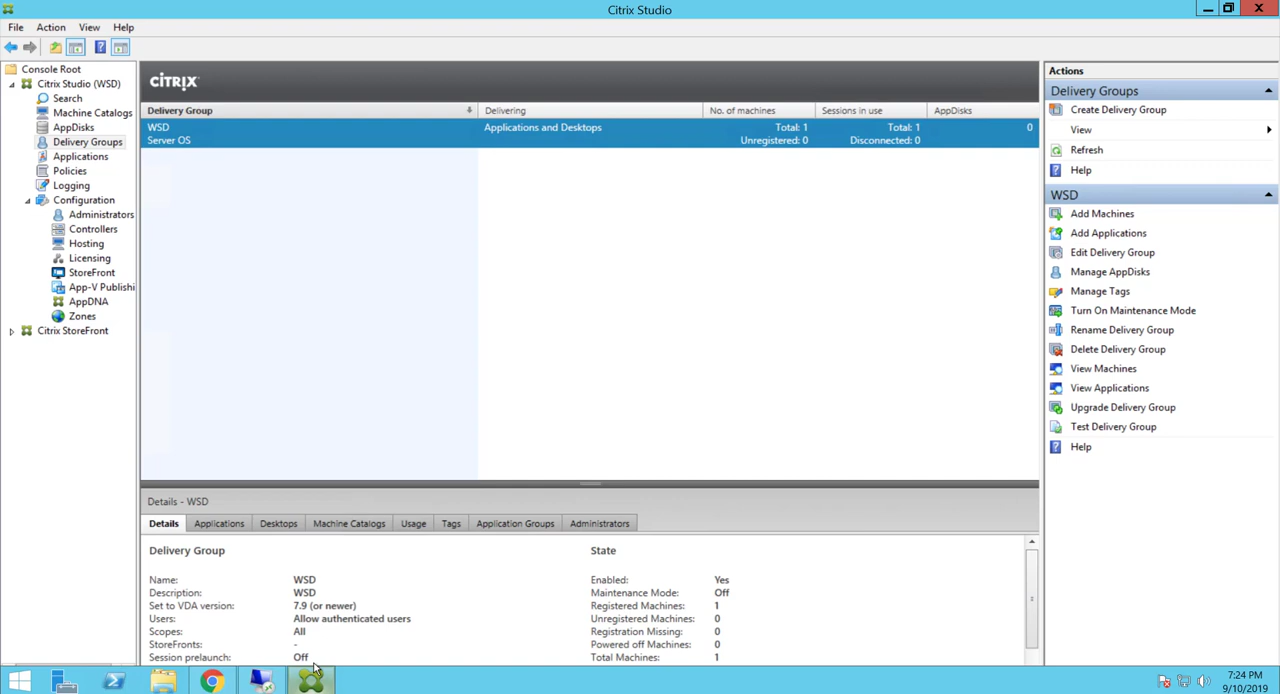 Citrix Studio
File Action View Help
Console Root
Citrix Studio (WSD)
Search
Machine Catalogs
AppDisks
Delivery Groups
Applications
Policies
Logging
Configuration
Administrators
Controllers
Hosting
Licensing
StoreFront
App-V Publishi
AppDNA
Zones
Citrix StoreFront
CITRIX
Delivery Group Delivering No. of machines Sessions in use AppDisks
WSD Applications and Desktops Total: 1 Total: 1 0
Server OS Unregistered: 0 Disconnected: 0
Details - WSD
Details Applications Desktops Machine Catalogs Usage Tags Application Groups Administrators
Delivery Group
Name: WSD
Description: WSD
Set to VDA version: 7.9 (or newer)
Users: Allow authenticated users
Scopes: All
StoreFronts: -
Session prelaunch: Off
State
Enabled: Yes
Maintenance Mode: Off
Registered Machines: 1
Unregistered Machines: 0
Registration Missing: 0
Powered off Machines: 0
Total Machines: 1
Actions
Delivery Groups
Create Delivery Group
View
Refresh
Help
WSD
Add Machines
Add Applications
Edit Delivery Group
Manage AppDisks
Manage Tags
Turn On Maintenance Mode
Rename Delivery Group
Delete Delivery Group
View Machines
View Applications
Upgrade Delivery Group
Test Delivery Group
Help
7:24 PM
9/10/2019